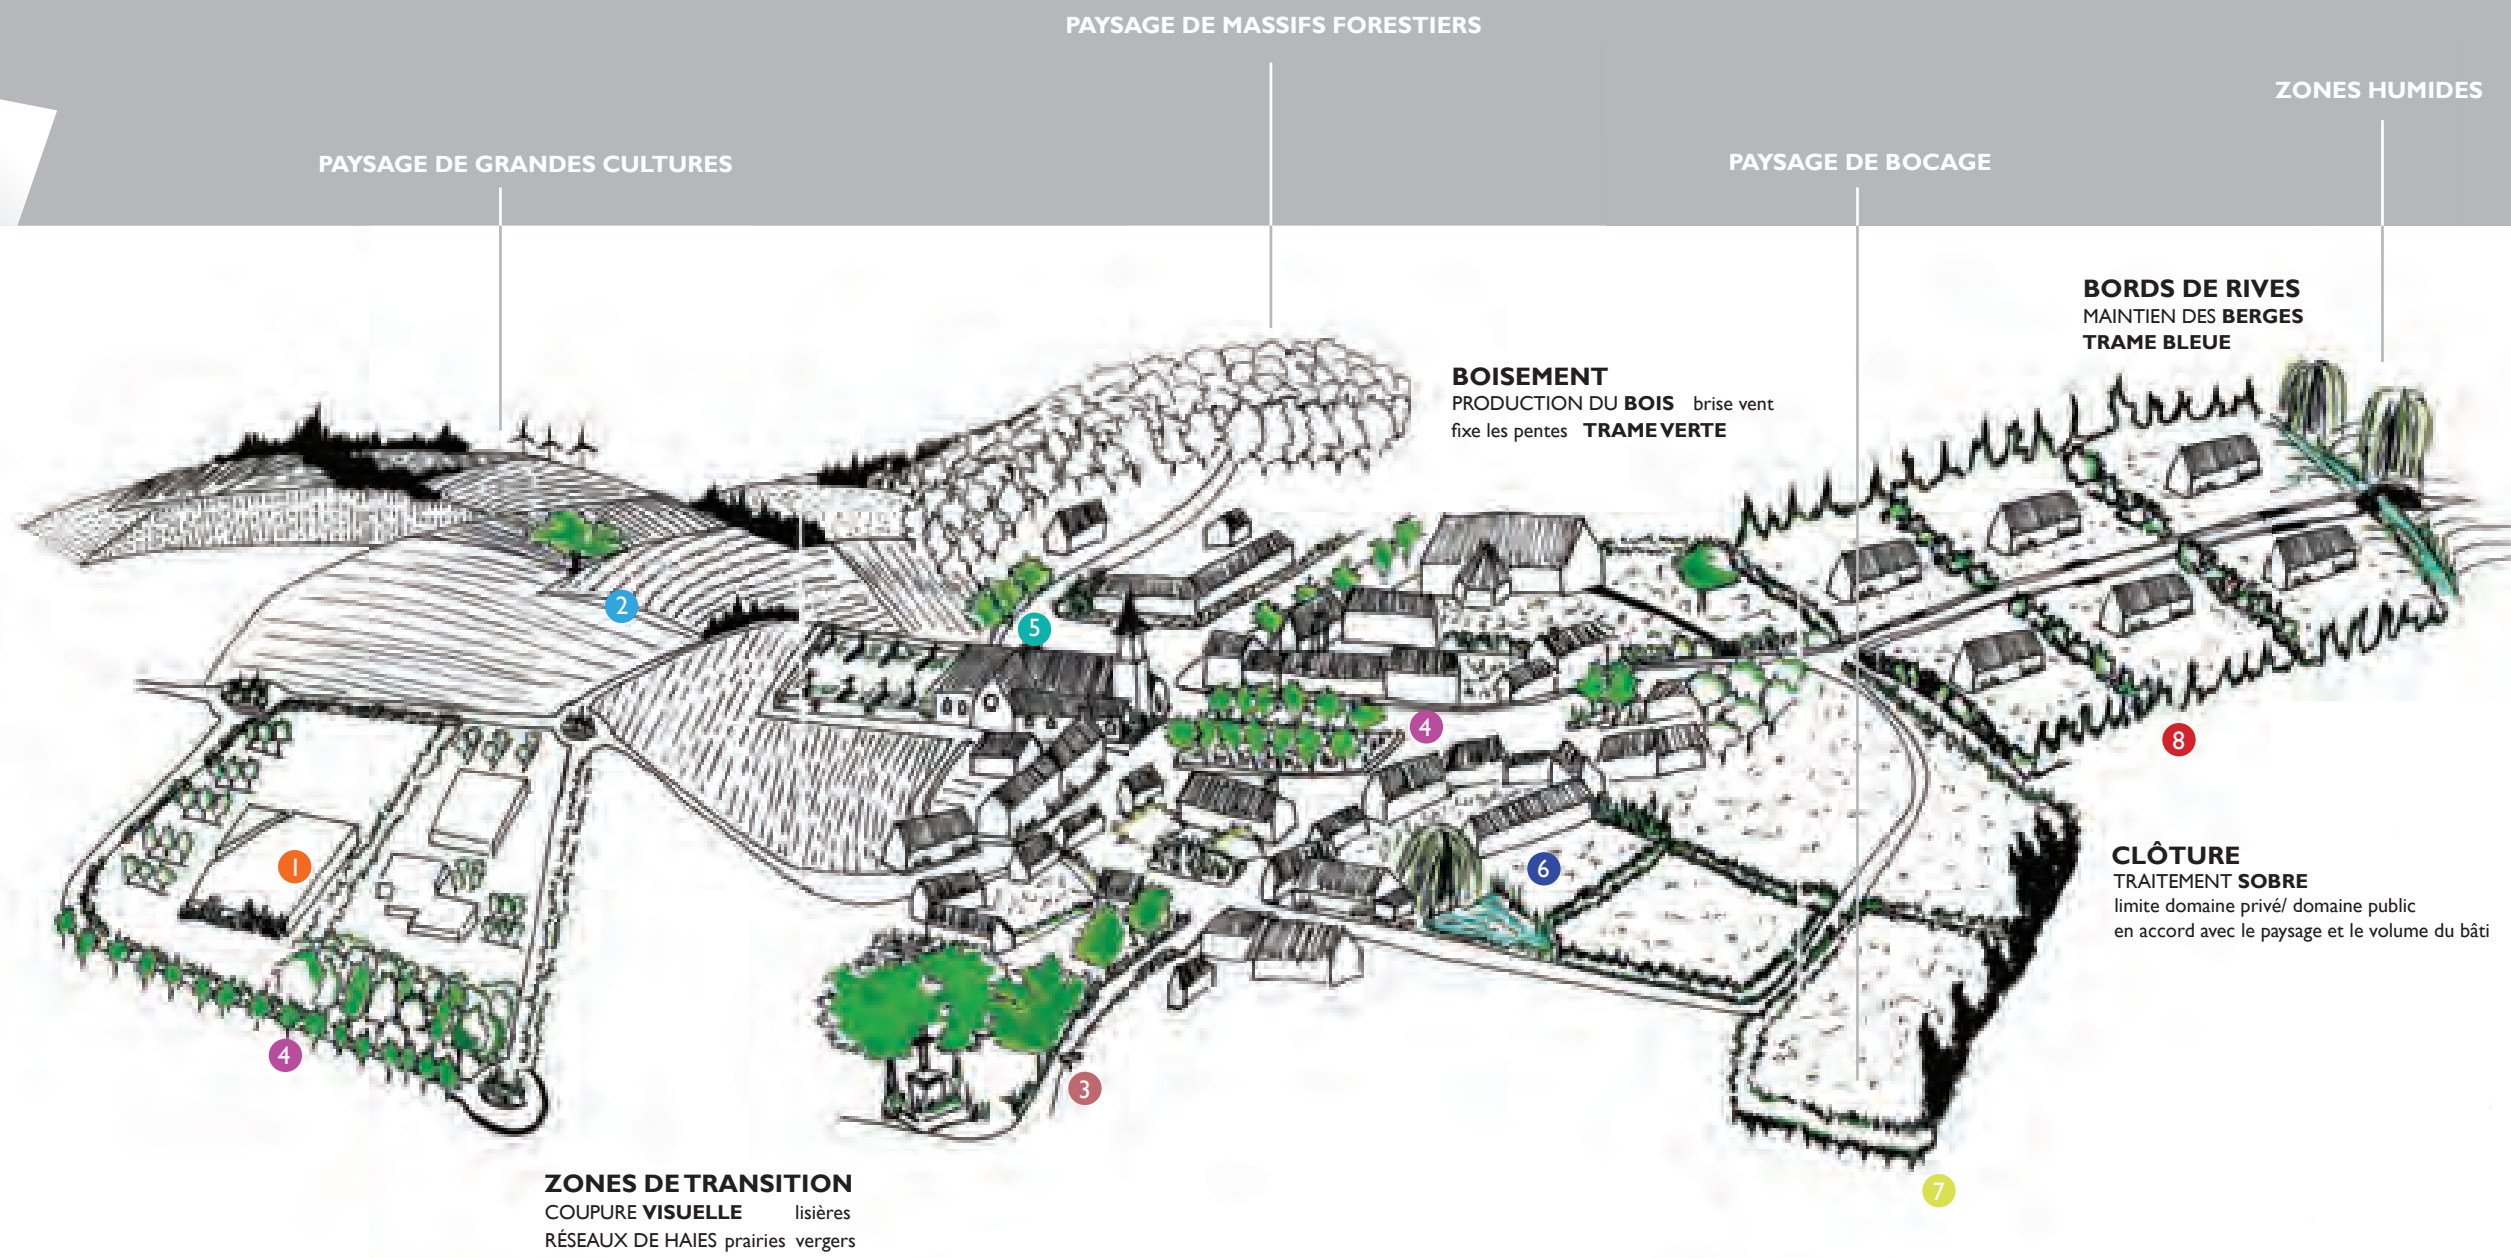 PAYSAGE DE MASSIFS FORESTIERS
ZONES HUMIDES
PAYSAGE DE GRANDES CULTURES
PAYSAGE DE BOCAGE
BORDS DE RIVES
MAINTIEN DES BERGES
TRAME BLEUE
BOISEMENT
PRODUCTION DU BOIS brise vent
fixe les pentes TRAME VERTE
2
5
4
8
1
6
CLÔTURE
TRAITEMENT SOBRE
limite domaine privé/ domaine public
en accord avec le paysage et le volume du bâti
4
3
7
ZONES DE TRANSITION
COUPURE VISUELLE lisières
RÉSEAUX DE HAIES prairies vergers